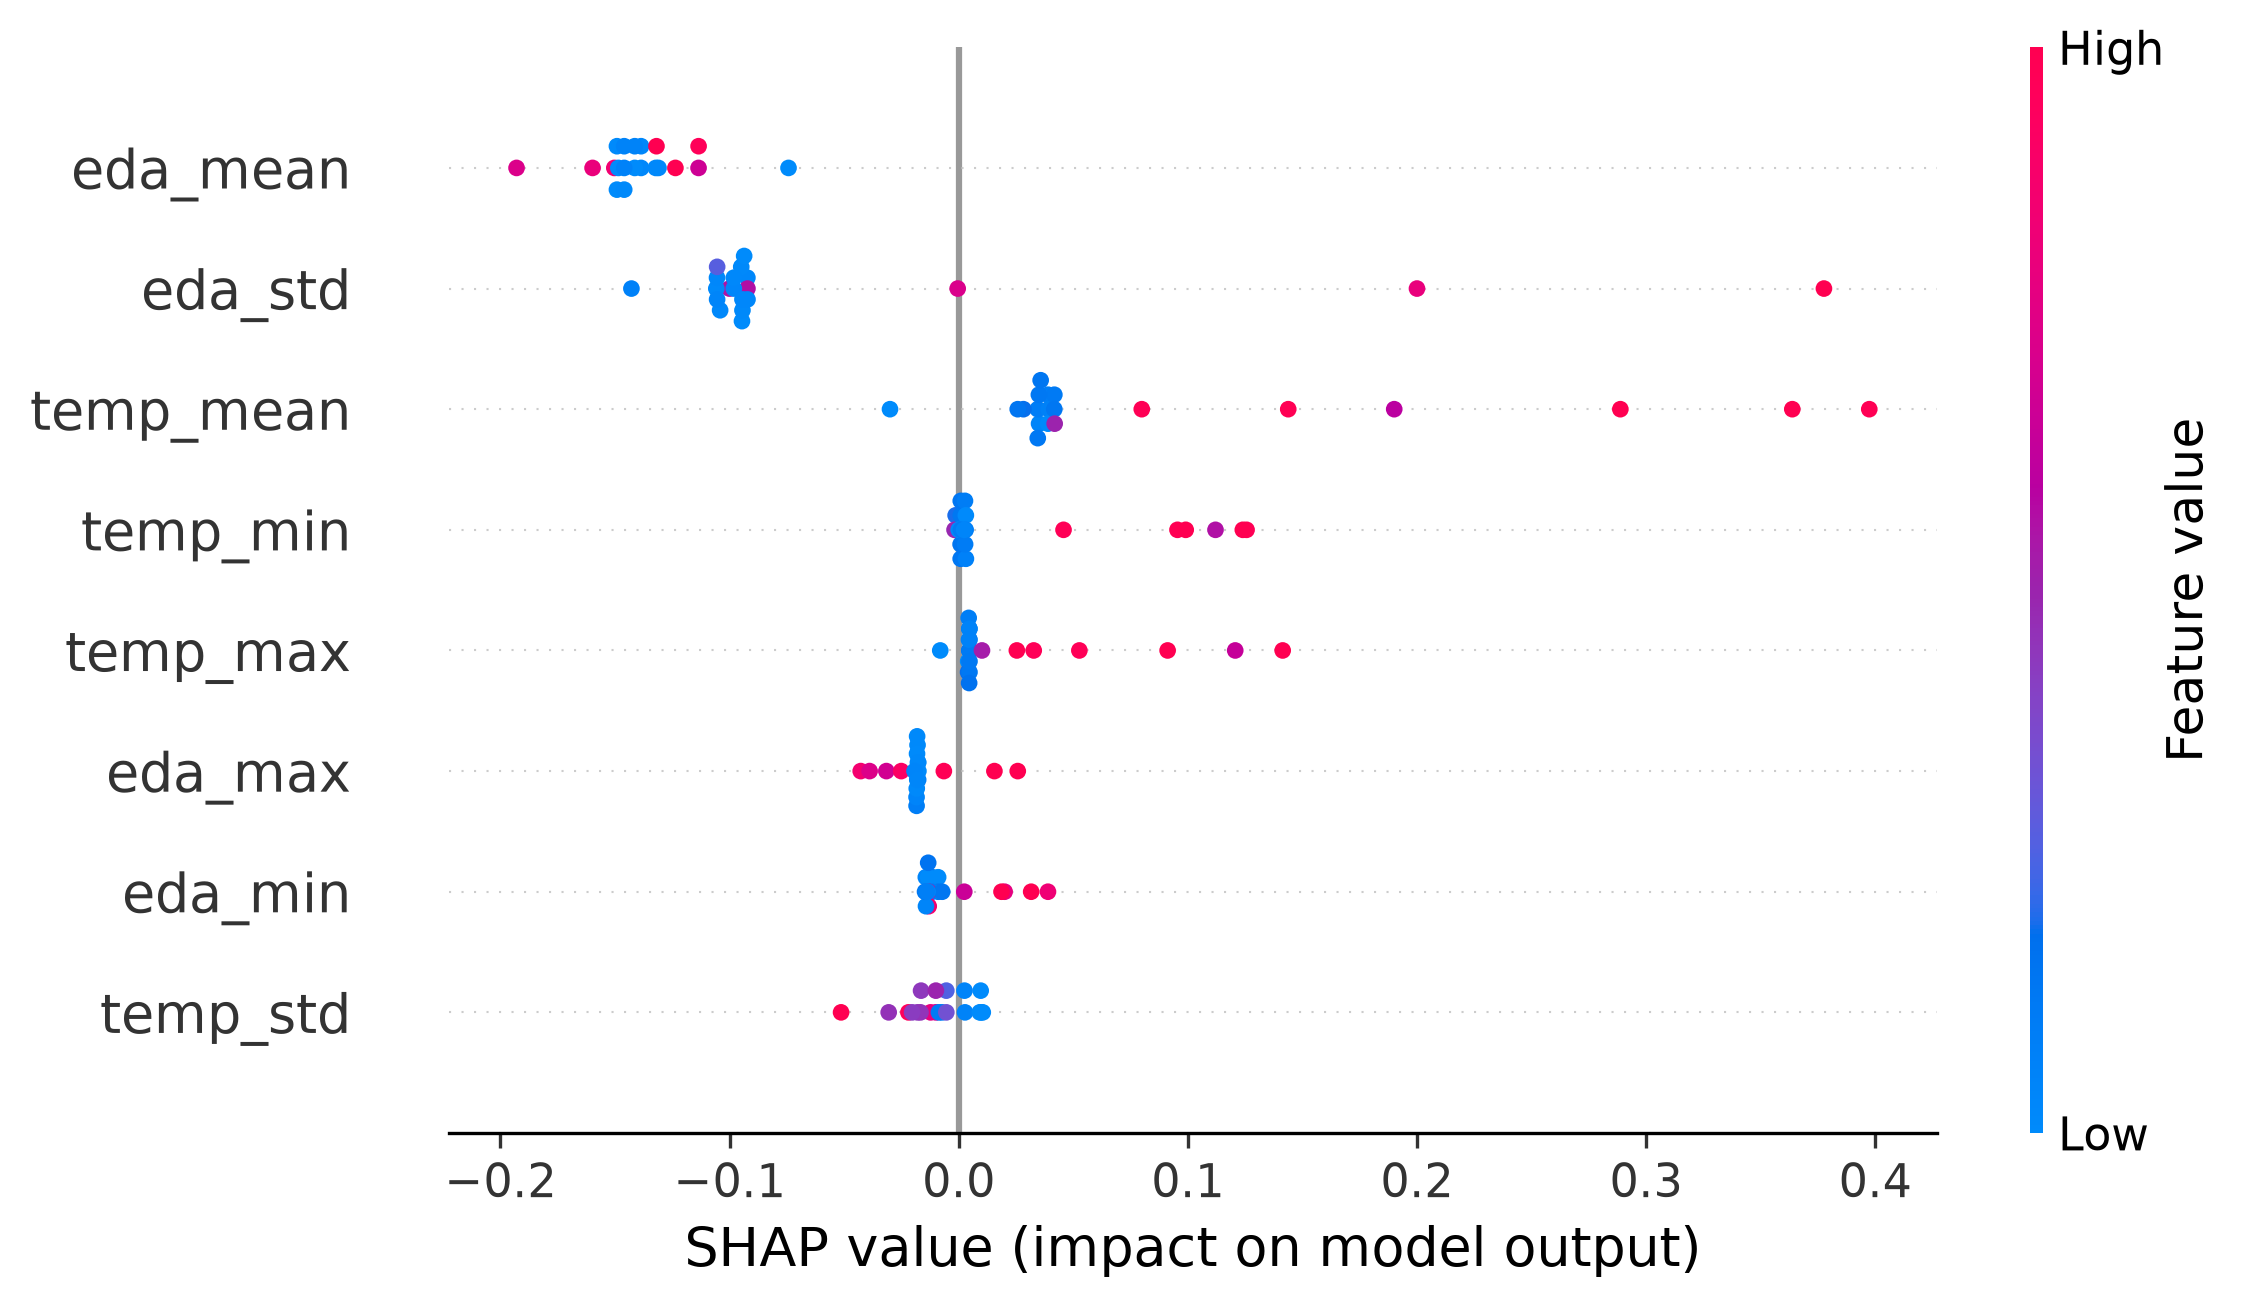 High
eda_mean
eda_std
temp_mean
temp_min
temp_max
eda_max
eda_min
temp_std
Feature value
Low
−0.2 −0.1 0.0 0.1 0.2 0.3 0.4
SHAP value (impact on model output)